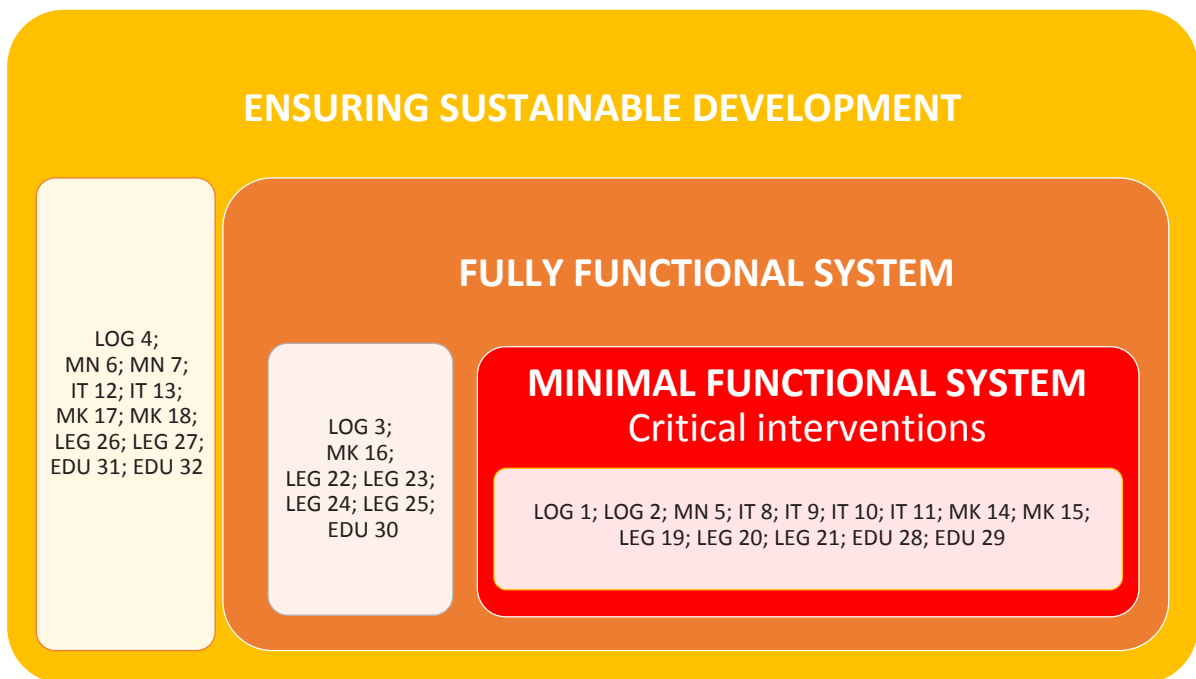 ENSURING SUSTAINABLE DEVELOPMENT
LOG 4;
MN 6; MN 7;
IT 12; IT 13;
MK 17; MK 18;
LEG 26; LEG 27;
EDU 31; EDU 32
FULLY FUNCTIONAL SYSTEM
LOG 3;
MK 16;
LEG 22; LEG 23;
LEG 24; LEG 25;
EDU 30
MINIMAL FUNCTIONAL SYSTEM
Critical interventions
LOG 1; LOG 2; MN 5; IT 8; IT 9; IT 10; IT 11; MK 14; MK 15;
LEG 19; LEG 20; LEG 21; EDU 28; EDU 29